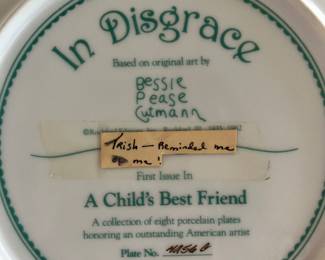 In Disgrace
Based on original art by
Bessie
Pease
Gutmann
Trish — Reminded me
me!
First Issue In
A Child's Best Friend
A collection of eight porcelain plates
honoring an outstanding American artist
Plate No.